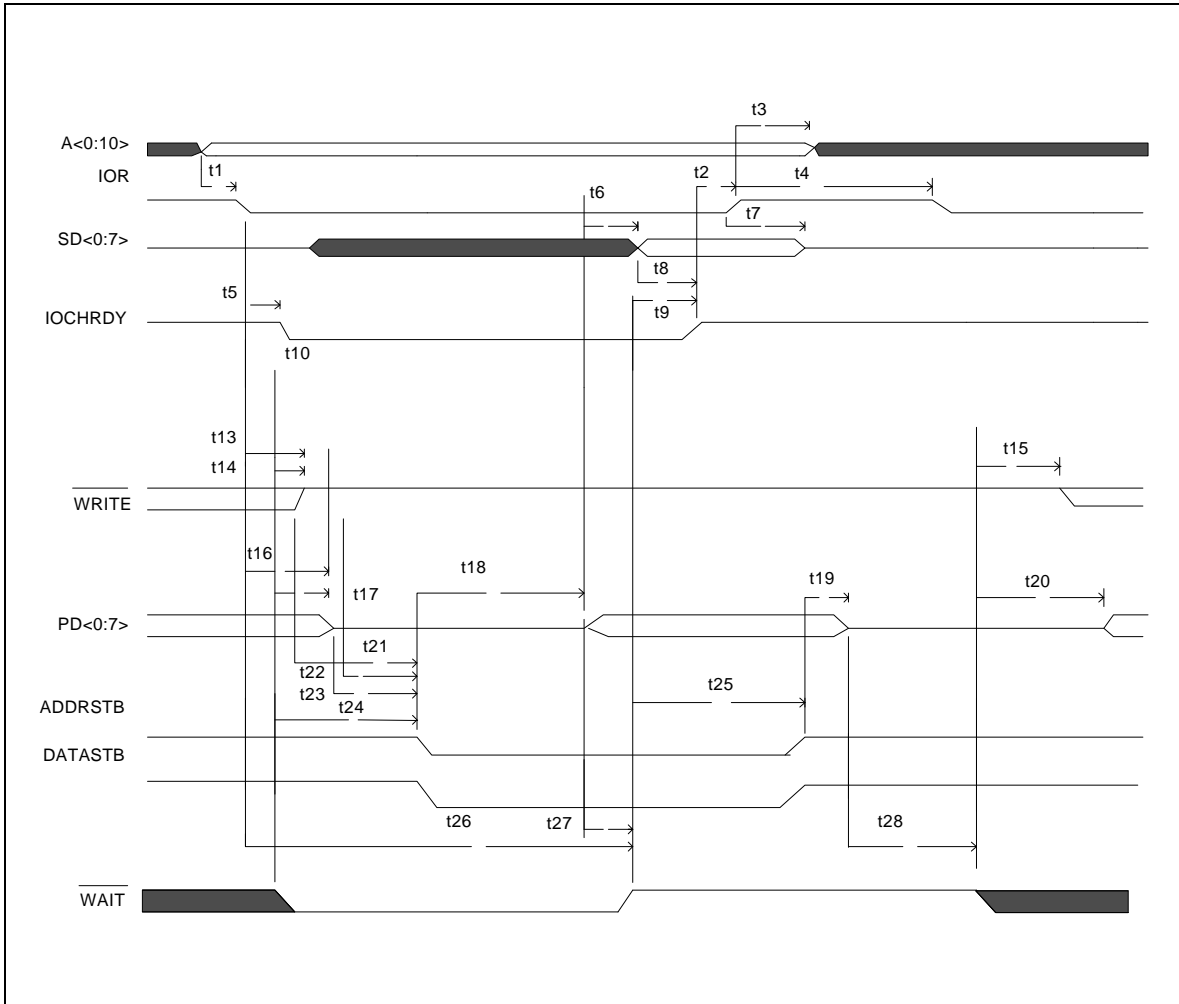 t3
A<0:10>
t1
t2
t4
IOR
t6
t7
SD<0:7>
t8
t5
t9
IOCHRDY
t10
t13
t14
t15
WRITE
t16
t18
t17
t19
t20
PD<0:7>
t21
t22
t23
t25
t24
ADDRSTB
DATASTB
t26
t27
t28
WAIT